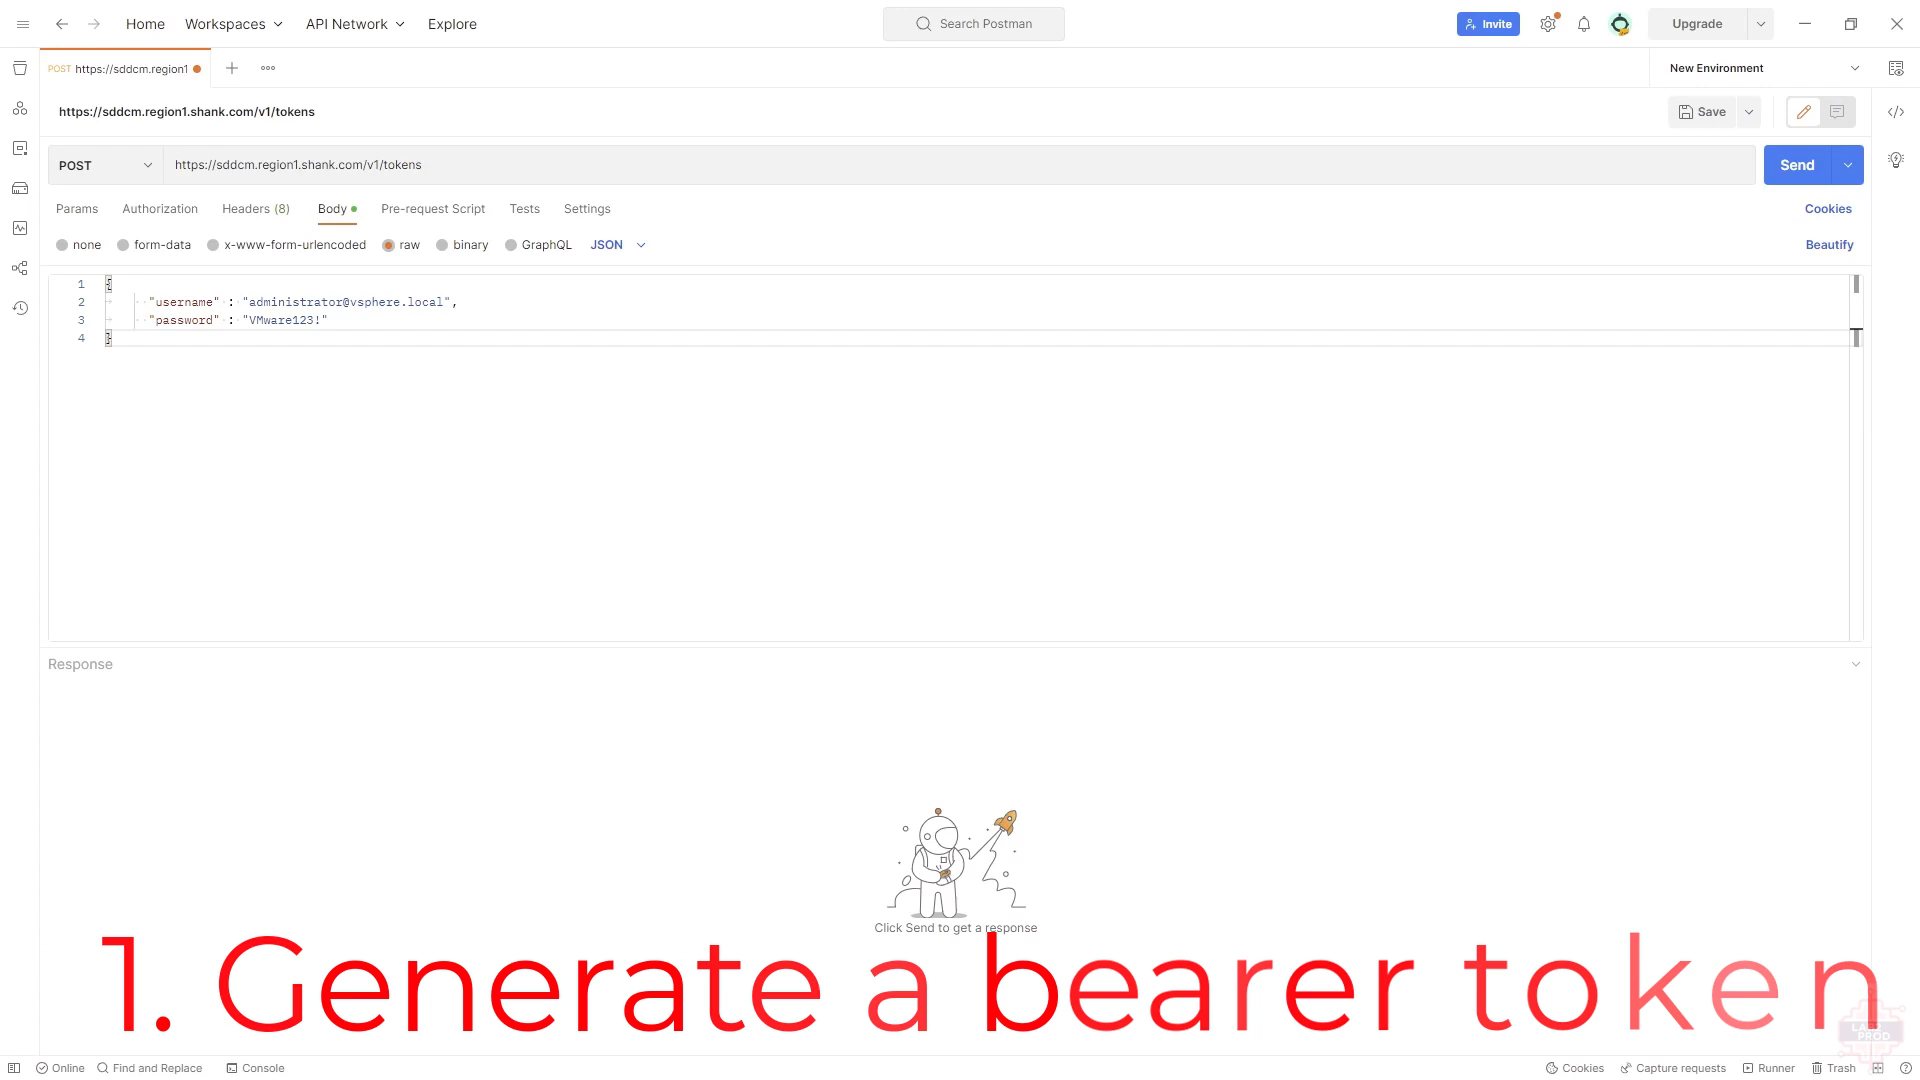 Home Workspaces API Network Explore Search Postman Invite Upgrade
POST https://sddcm.region1 New Environment
https://sddcm.region1.shank.com/v1/tokens Save
POST https://sddcm.region1.shank.com/v1/tokens Send
Params Authorization Headers (8) Body Pre-request Script Tests Settings Cookies
none form-data x-www-form-urlencoded raw binary GraphQL JSON Beautify
1 {
2 "username" : "administrator@vsphere.local",
3 "password" : "VMware123!"
4 }
Response
Click Send to get a response
1. Generate a bearer token
PROD
Online Find and Replace Console Cookies Capture requests Runner Trash